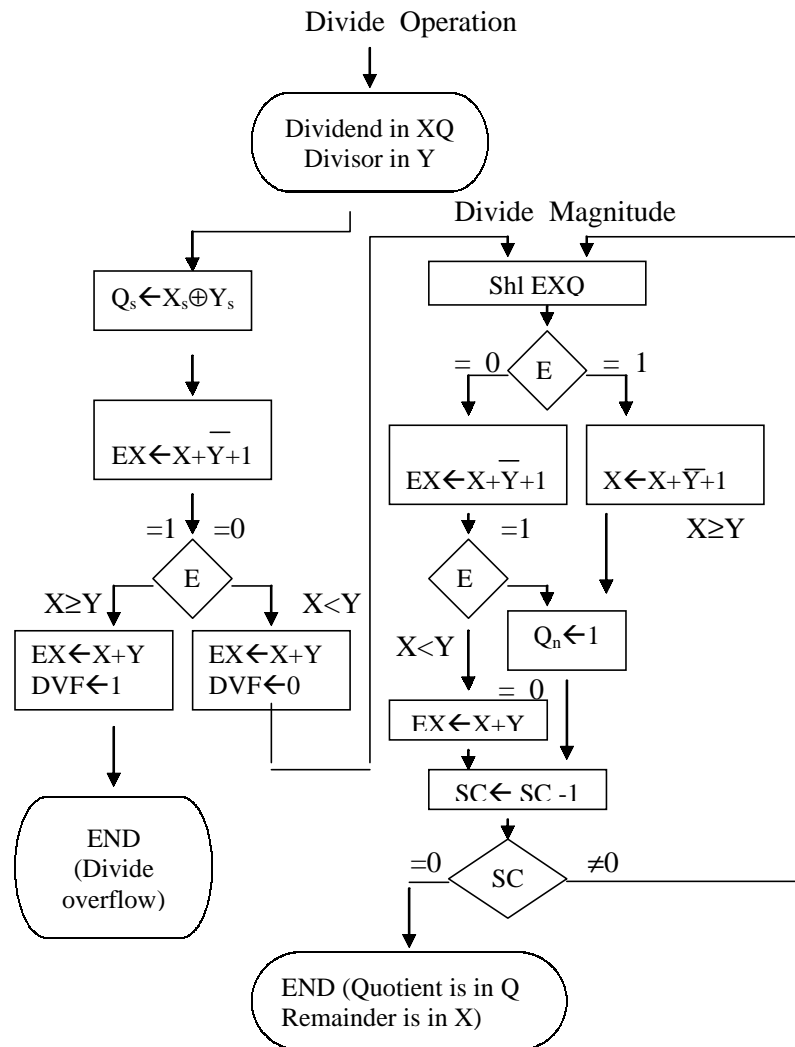 Divide Operation
Dividend in XQ
Divisor in Y
Qₛ←Xₛ⊕Yₛ
EX←X+Y̅+1
=1 =0
E
X≥Y
X<Y
EX←X+Y
DVF←1
EX←X+Y
DVF←0
END
(Divide
overflow)
Divide Magnitude
Shl EXQ
= 0
E
= 1
EX←X+Y̅+1
X←X+Y̅+1
=1
X≥Y
E
X<Y
Qₙ←1
= 0
EX←X+Y
SC← SC -1
=0
SC
≠0
END (Quotient is in Q
Remainder is in X)